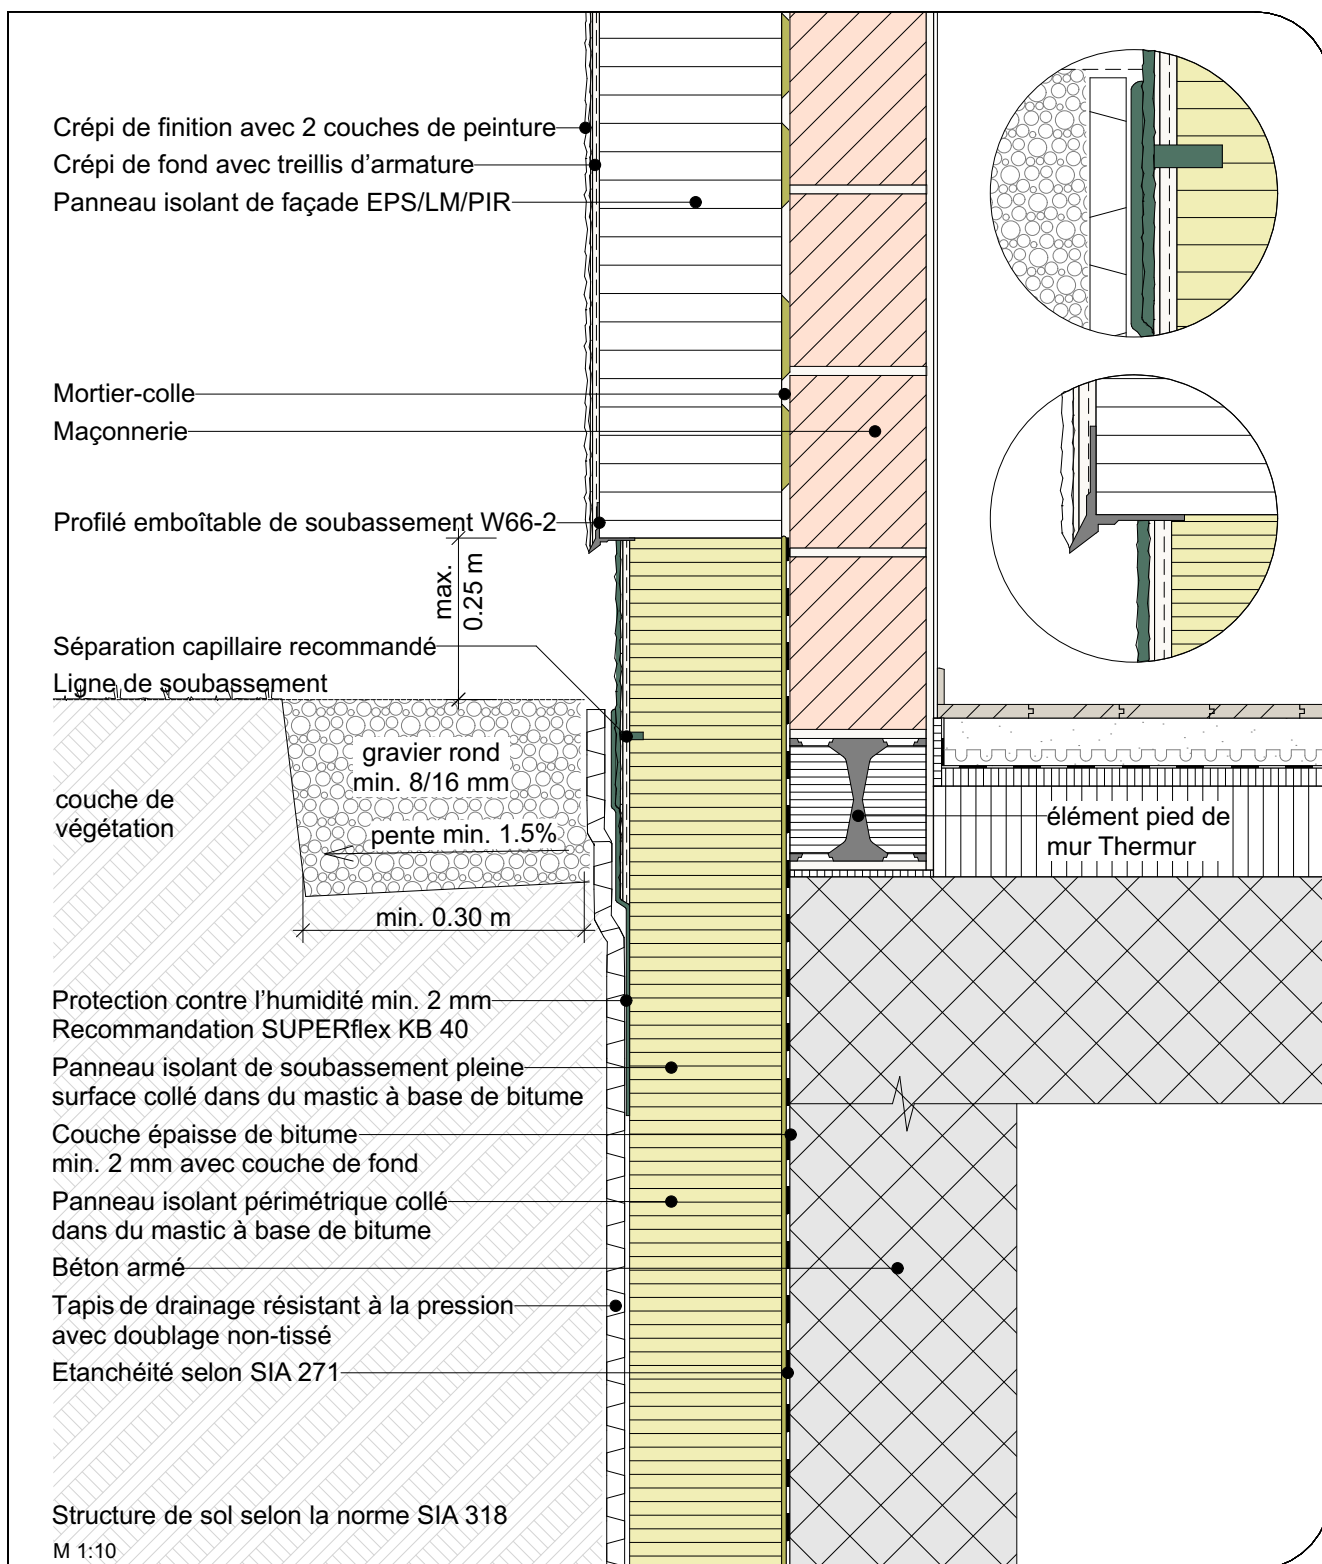 Crépi de finition avec 2 couches de peinture
Crépi de fond avec treillis d'armature
Panneau isolant de façade EPS/LM/PIR
Mortier-colle
Maçonnerie
Profilé emboîtable de soubassement W66-2
max.
0.25 m
Séparation capillaire recommandé
Ligne de soubassement
gravier rond
min. 8/16 mm
couche de
végétation
pente min. 1.5%
élément pied de
mur Thermur
min. 0.30 m
Protection contre l'humidité min. 2 mm
Recommandation SUPERflex KB 40
Panneau isolant de soubassement pleine
surface collé dans du mastic à base de bitume
Couche épaisse de bitume
min. 2 mm avec couche de fond
Panneau isolant périmétrique collé
dans du mastic à base de bitume
Béton armé
Tapis de drainage résistant à la pression
avec doublage non-tissé
Etanchéité selon SIA 271
Structure de sol selon la norme SIA 318
M 1:10